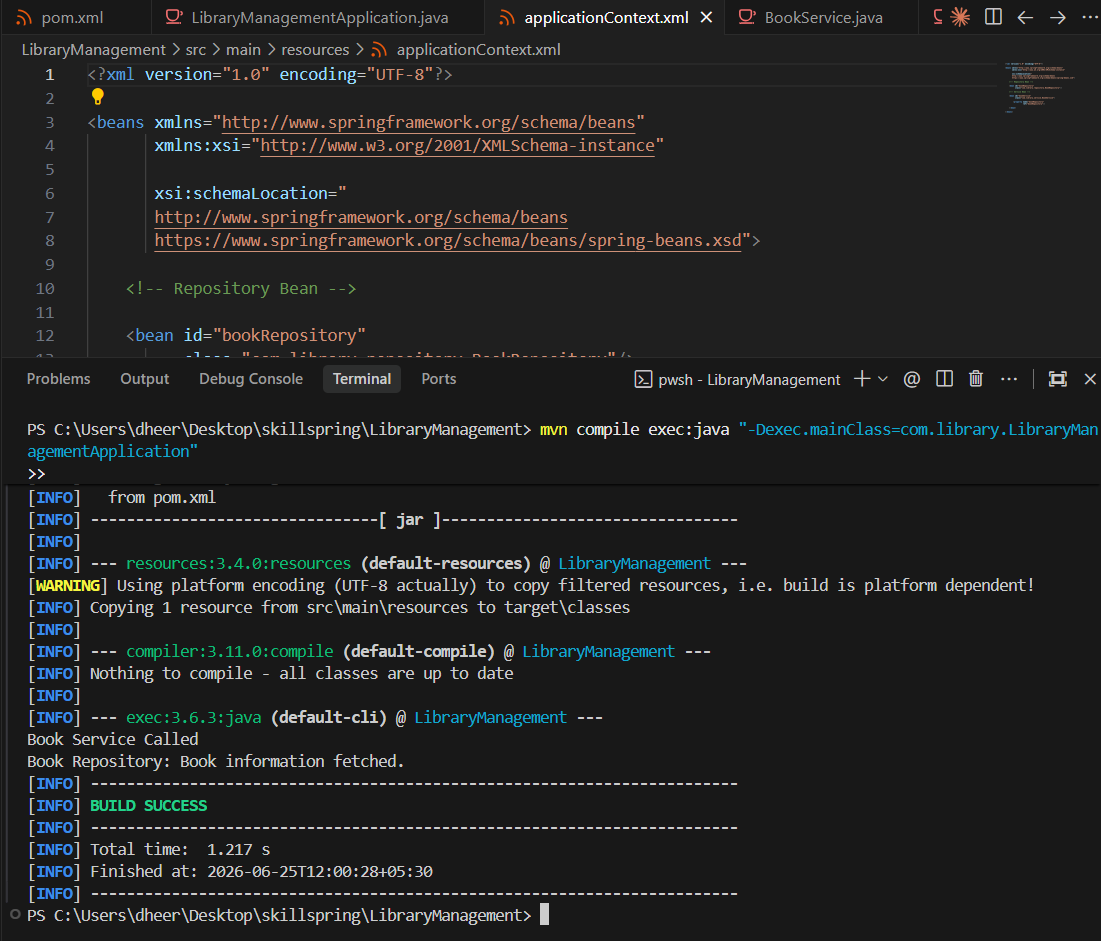 pom.xml LibraryManagementApplication.java applicationContext.xml BookService.java
LibraryManagement > src > main > resources > applicationContext.xml
1 <?xml version="1.0" encoding="UTF-8"?>
2
3 <beans xmlns="http://www.springframework.org/schema/beans"
4 xmlns:xsi="http://www.w3.org/2001/XMLSchema-instance"
5
6 xsi:schemaLocation="
7 http://www.springframework.org/schema/beans
8 https://www.springframework.org/schema/beans/spring-beans.xsd">
9
10 <!-- Repository Bean -->
11
12 <bean id="bookRepository"
13 class="com.library.repository.BookRepository"/>
Problems Output Debug Console Terminal Ports pwsh - LibraryManagement
PS C:\Users\dheer\Desktop\skillspring\LibraryManagement> mvn compile exec:java "-Dexec.mainClass=com.library.LibraryMan
agementApplication"
>>
[INFO] from pom.xml
[INFO] --------------------------------[ jar ]---------------------------------
[INFO]
[INFO] --- resources:3.4.0:resources (default-resources) @ LibraryManagement ---
[WARNING] Using platform encoding (UTF-8 actually) to copy filtered resources, i.e. build is platform dependent!
[INFO] Copying 1 resource from src\main\resources to target\classes
[INFO]
[INFO] --- compiler:3.11.0:compile (default-compile) @ LibraryManagement ---
[INFO] Nothing to compile - all classes are up to date
[INFO]
[INFO] --- exec:3.6.3:java (default-cli) @ LibraryManagement ---
Book Service Called
Book Repository: Book information fetched.
[INFO] ------------------------------------------------------------------------
[INFO] BUILD SUCCESS
[INFO] ------------------------------------------------------------------------
[INFO] Total time:  1.217 s
[INFO] Finished at: 2026-06-25T12:00:28+05:30
[INFO] ------------------------------------------------------------------------
PS C:\Users\dheer\Desktop\skillspring\LibraryManagement>